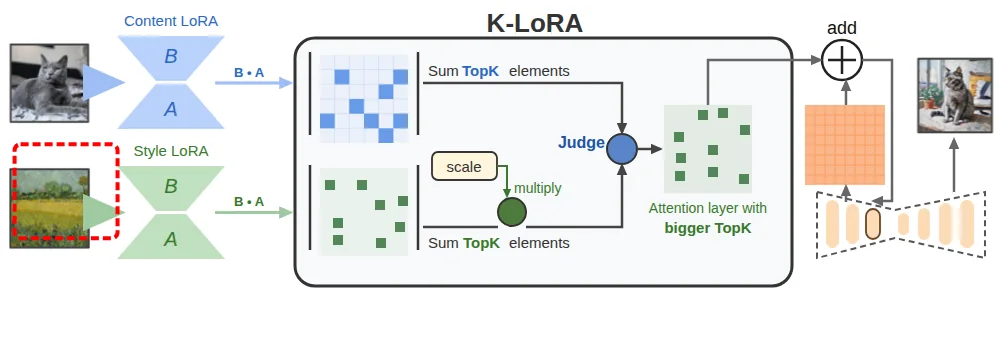 K-LoRA
Content LoRA
B
A
B • A
Sum TopK elements
Judge
scale
multiply
Style LoRA
B
A
B • A
Sum TopK elements
Attention layer with
bigger TopK
add